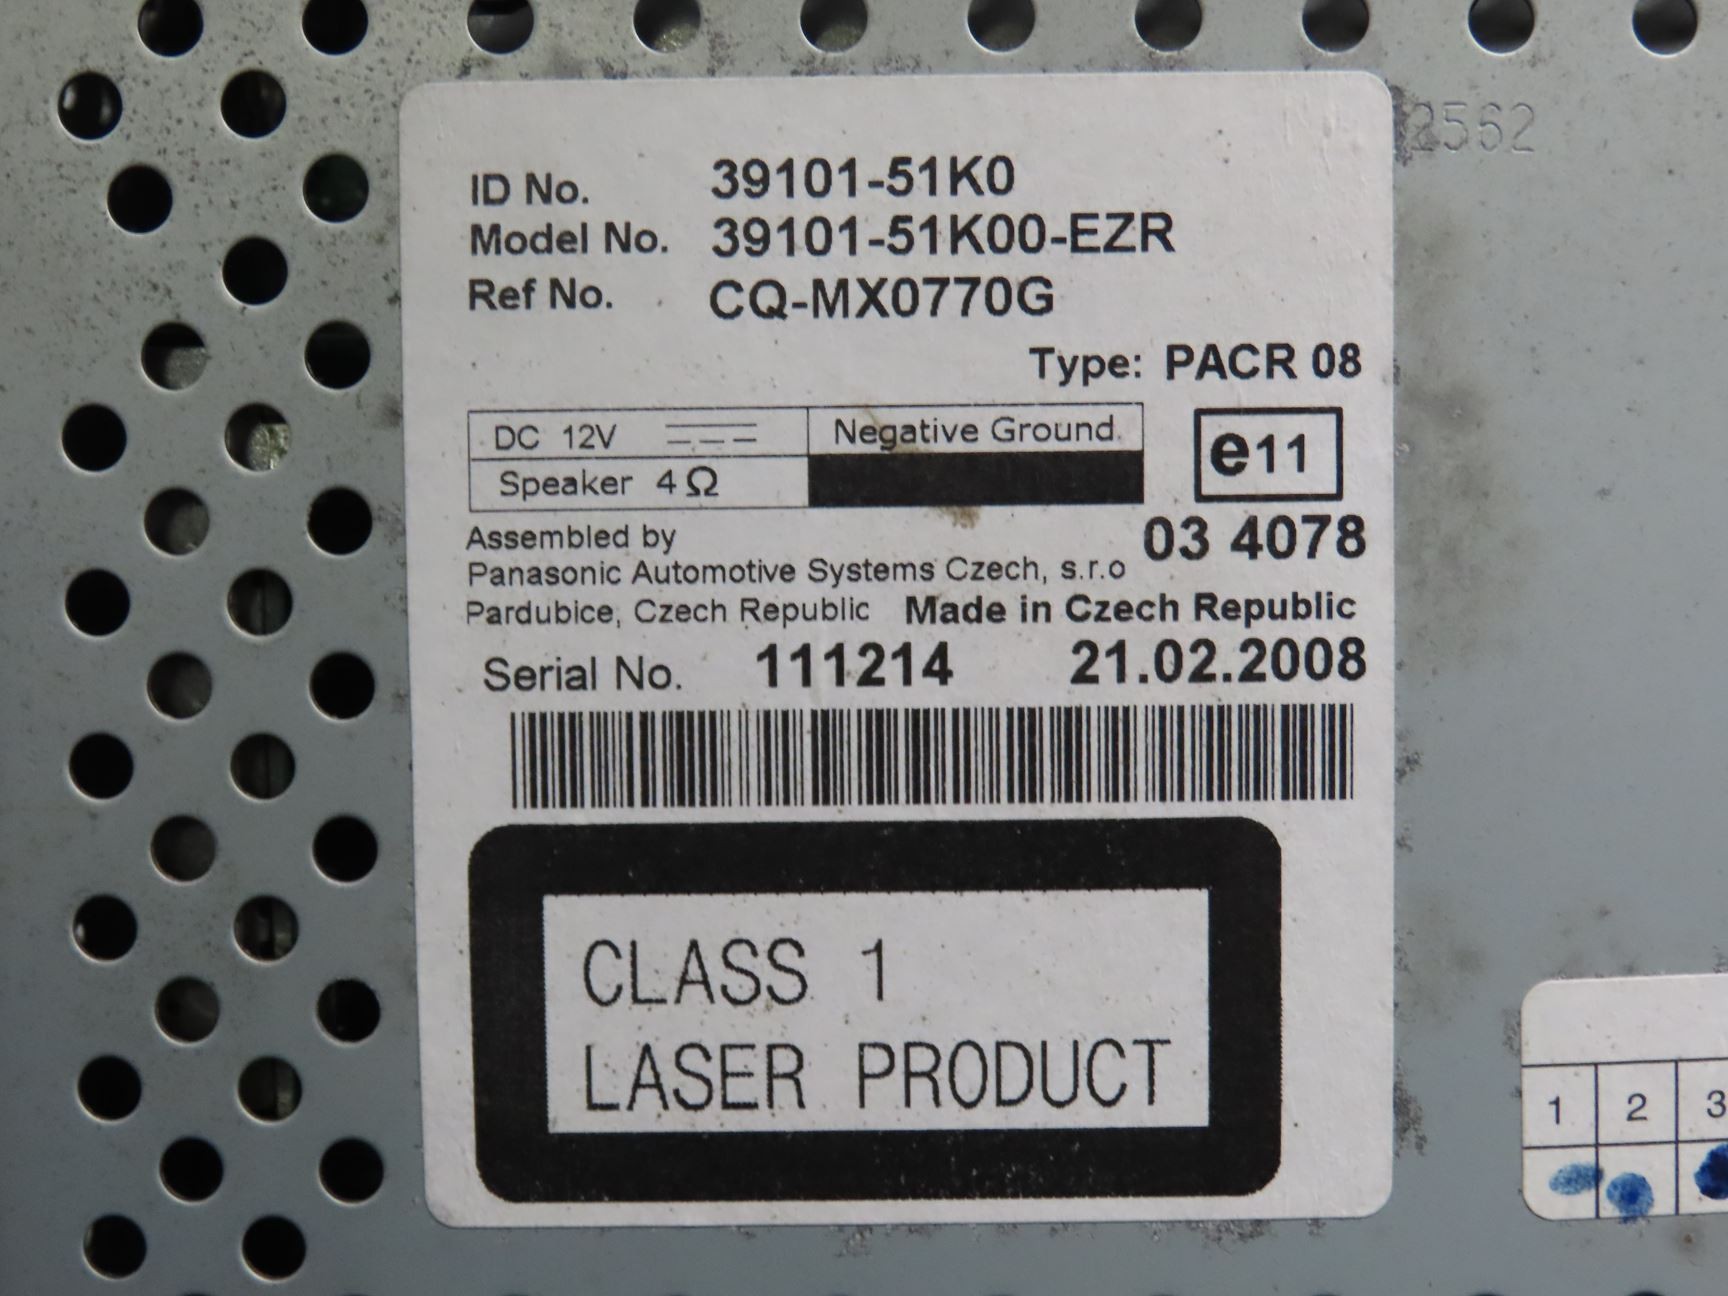 2562
ID No. 39101-51K0
Model No. 39101-51K00-EZR
Ref No. CQ-MX0770G
Type: PACR 08
DC 12V Negative Ground
Speaker 4Ω
e11
03 4078
Assembled by
Panasonic Automotive Systems Czech, s.r.o
Pardubice, Czech Republic Made in Czech Republic
Serial No. 111214 21.02.2008
CLASS 1
LASER PRODUCT
1 2 3